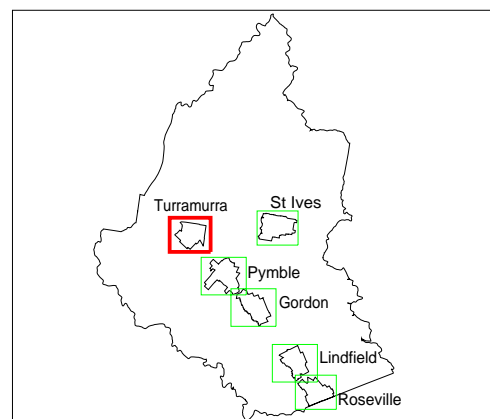 Turramurra
St Ives
Pymble
Gordon
Lindfield
Roseville